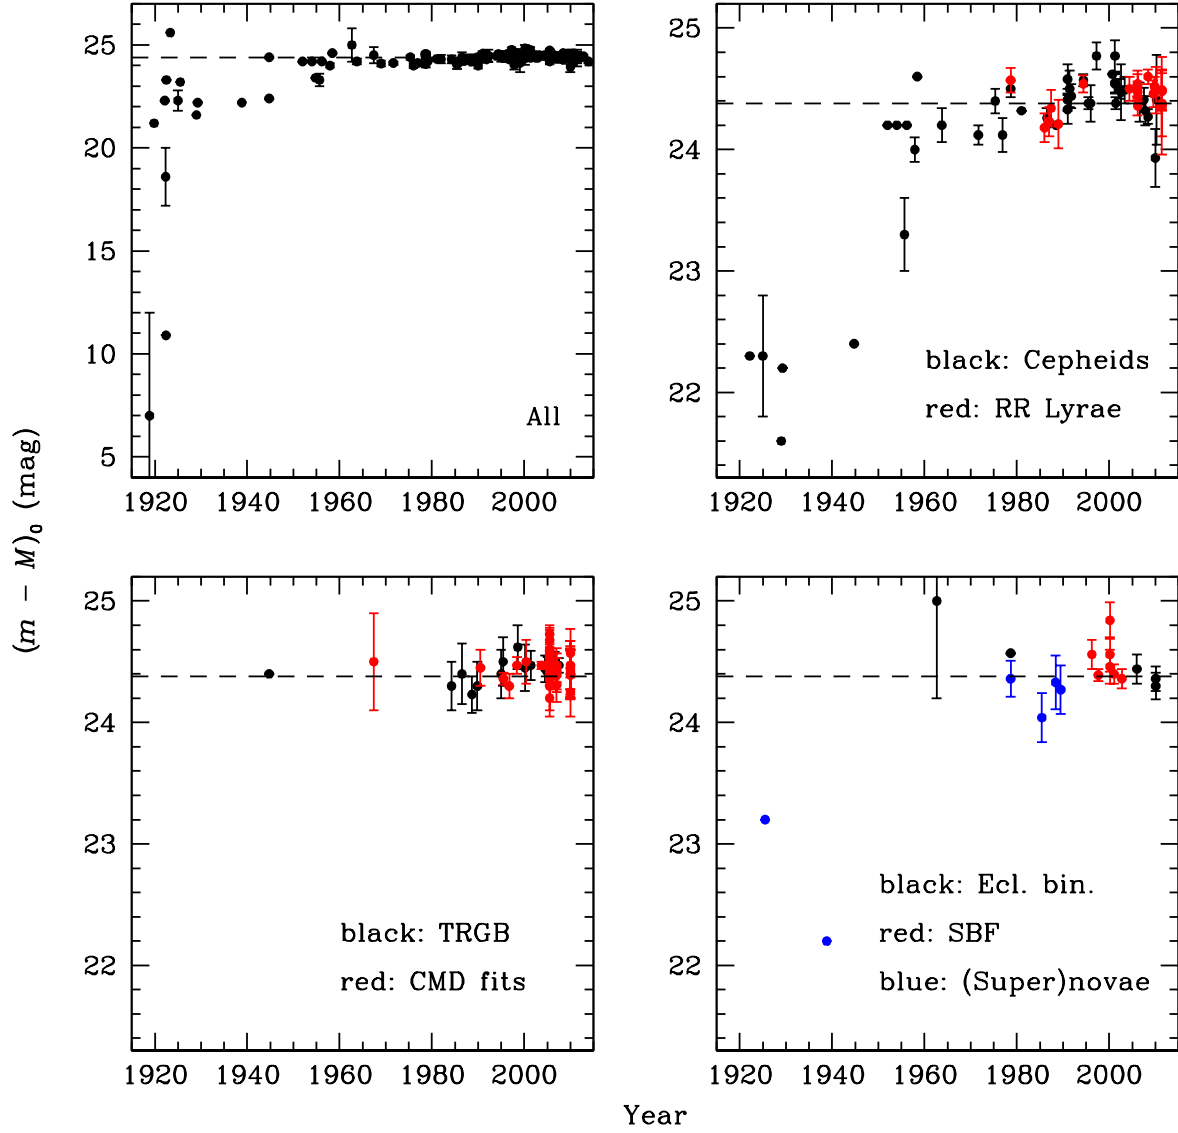 25
20
15
10
5
All
1920 1940 1960 1980 2000
25
24
23
22
black: Cepheids
red: RR Lyrae
1920 1940 1960 1980 2000
(m − M)0 (mag)
25
24
23
22
black: TRGB
red: CMD fits
1920 1940 1960 1980 2000
25
24
23
22
black: Ecl. bin.
red: SBF
blue: (Super)novae
1920 1940 1960 1980 2000
Year